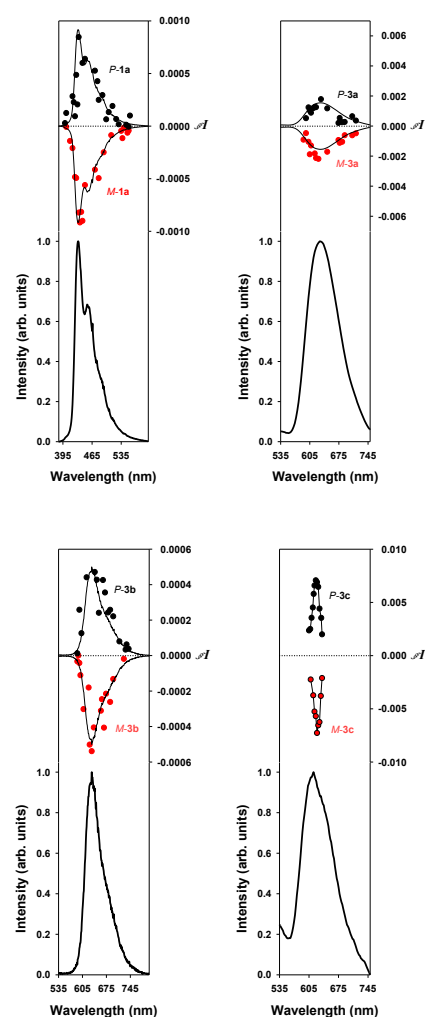 0.0010
0.0005
0.0000
-0.0005
-0.0010
P-1a
M-1a
1.0
0.8
0.6
0.4
0.2
0.0
Intensity (arb. units)
395 465 535
Wavelength (nm)
0.006
0.004
0.002
0.000
-0.002
-0.004
-0.006
P-3a
M-3a
1.0
0.8
0.6
0.4
0.2
0.0
Intensity (arb. units)
535 605 675 745
Wavelength (nm)
0.0006
0.0004
0.0002
0.0000
-0.0002
-0.0004
-0.0006
P-3b
M-3b
1.0
0.8
0.6
0.4
0.2
0.0
Intensity (arb. units)
535 605 675 745
Wavelength (nm)
0.010
0.005
0.000
-0.005
-0.010
P-3c
M-3c
1.0
0.8
0.6
0.4
0.2
0.0
Intensity (arb. units)
535 605 675 745
Wavelength (nm)